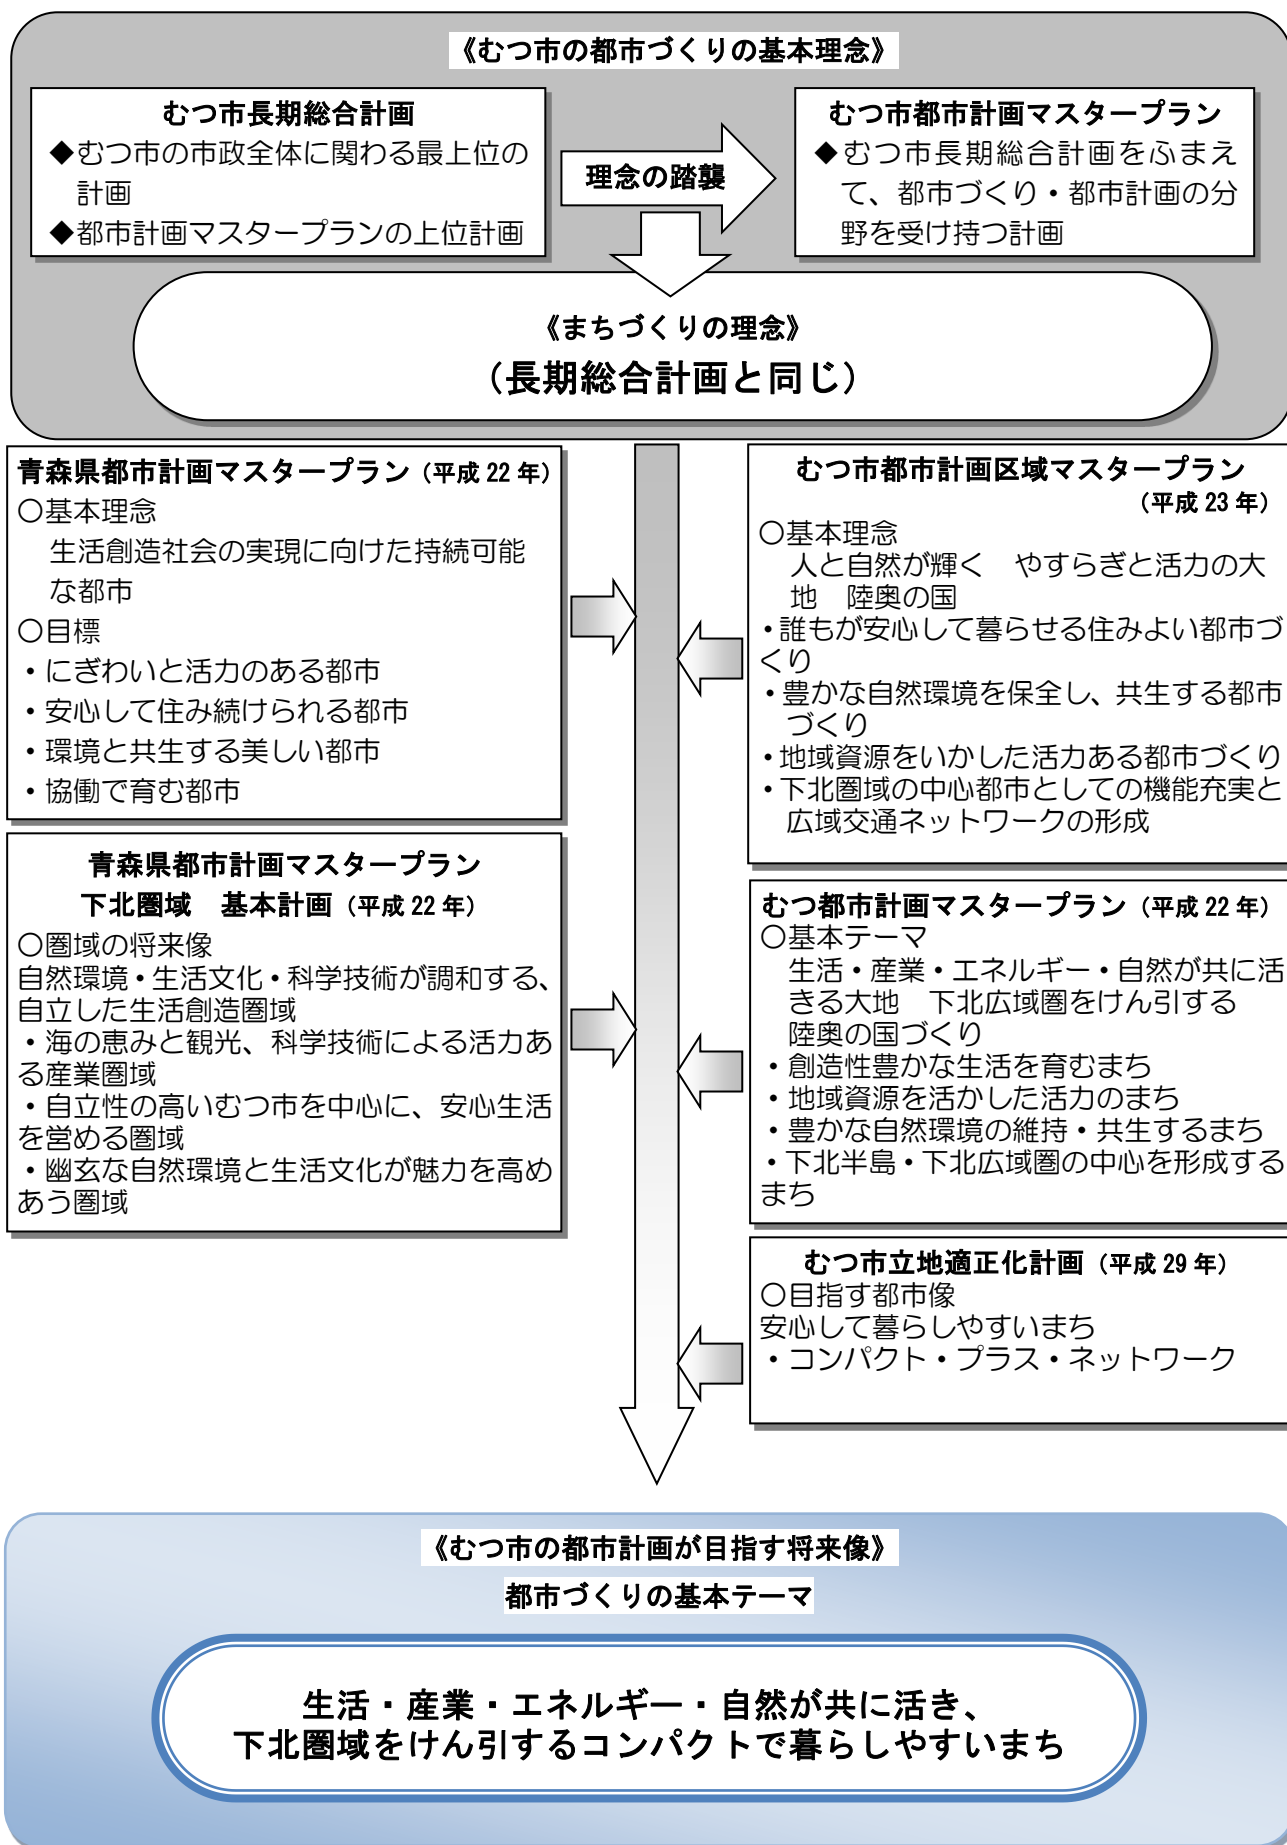 《むつ市の都市づくりの基本理念》
むつ市長期総合計画
◆むつ市の市政全体に関わる最上位の
計画
◆都市計画マスタープランの上位計画
理念の踏襲
むつ市都市計画マスタープラン
◆むつ市長期総合計画をふまえ
て、都市づくり・都市計画の分
野を受け持つ計画
《まちづくりの理念》
（長期総合計画と同じ）
青森県都市計画マスタープラン（平成 22 年）
○基本理念
生活創造社会の実現に向けた持続可能
な都市
○目標
・にぎわいと活力のある都市
・安心して住み続けられる都市
・環境と共生する美しい都市
・協働で育む都市
青森県都市計画マスタープラン
下北圏域　基本計画（平成 22 年）
○圏域の将来像
自然環境・生活文化・科学技術が調和する、
自立した生活創造圏域
・海の恵みと観光、科学技術による活力あ
る産業圏域
・自立性の高いむつ市を中心に、安心生活
を営める圏域
・幽玄な自然環境と生活文化が魅力を高め
あう圏域
むつ市都市計画区域マスタープラン
（平成 23 年）
○基本理念
人と自然が輝く　やすらぎと活力の大
地　陸奥の国
・誰もが安心して暮らせる住みよい都市づ
くり
・豊かな自然環境を保全し、共生する都市
づくり
・地域資源をいかした活力ある都市づくり
・下北圏域の中心都市としての機能充実と
広域交通ネットワークの形成
むつ都市計画マスタープラン（平成 22 年）
○基本テーマ
生活・産業・エネルギー・自然が共に活
きる大地　下北広域圏をけん引する
陸奥の国づくり
・創造性豊かな生活を育むまち
・地域資源を活かした活力のまち
・豊かな自然環境の維持・共生するまち
・下北半島・下北広域圏の中心を形成する
まち
むつ市立地適正化計画（平成 29 年）
○目指す都市像
安心して暮らしやすいまち
・コンパクト・プラス・ネットワーク
《むつ市の都市計画が目指す将来像》
都市づくりの基本テーマ
生活・産業・エネルギー・自然が共に活き、
下北圏域をけん引するコンパクトで暮らしやすいまち